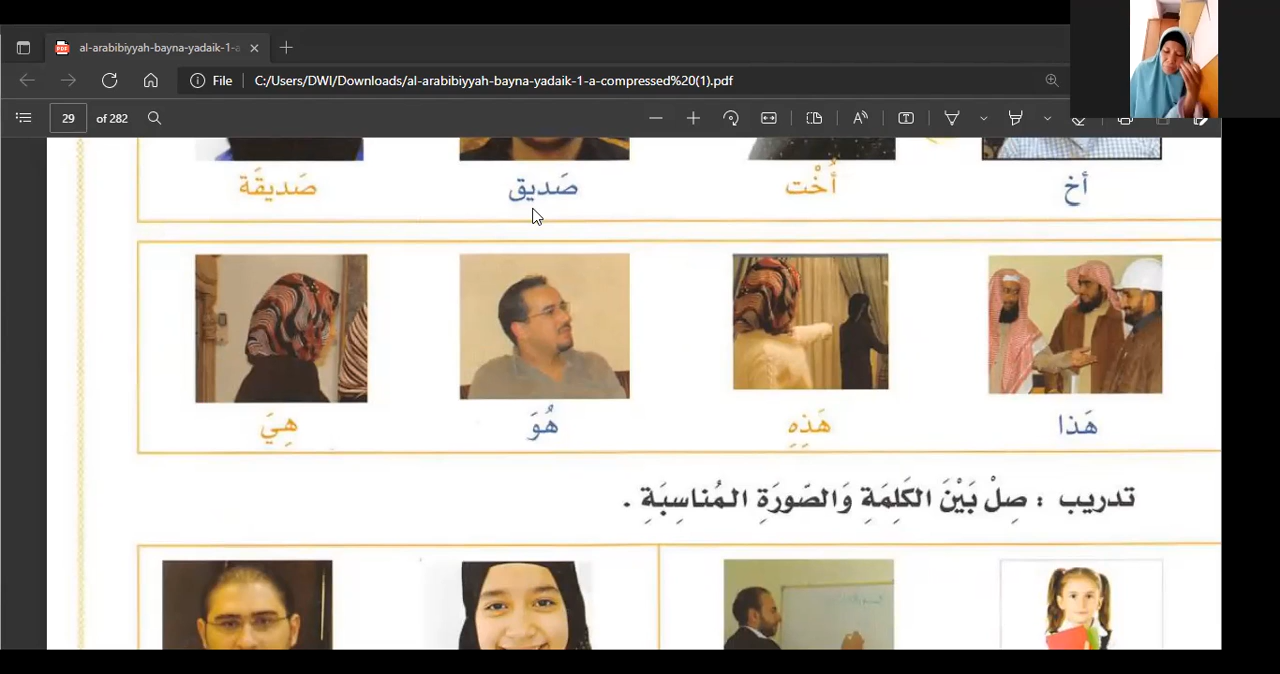 al-arabibiyyah-bayna-yadaik-1-a
File C:/Users/DWI/Downloads/al-arabibiyyah-bayna-yadaik-1-a-compressed%20(1).pdf
29 of 282
أخ أُخْت صَديق صَديقَة
هَذا هَذِهِ هُوَ هِيَ
تدريب : صِلْ بَيْنَ الكَلِمَةِ وَالصّورَةِ المُناسِبَةِ .